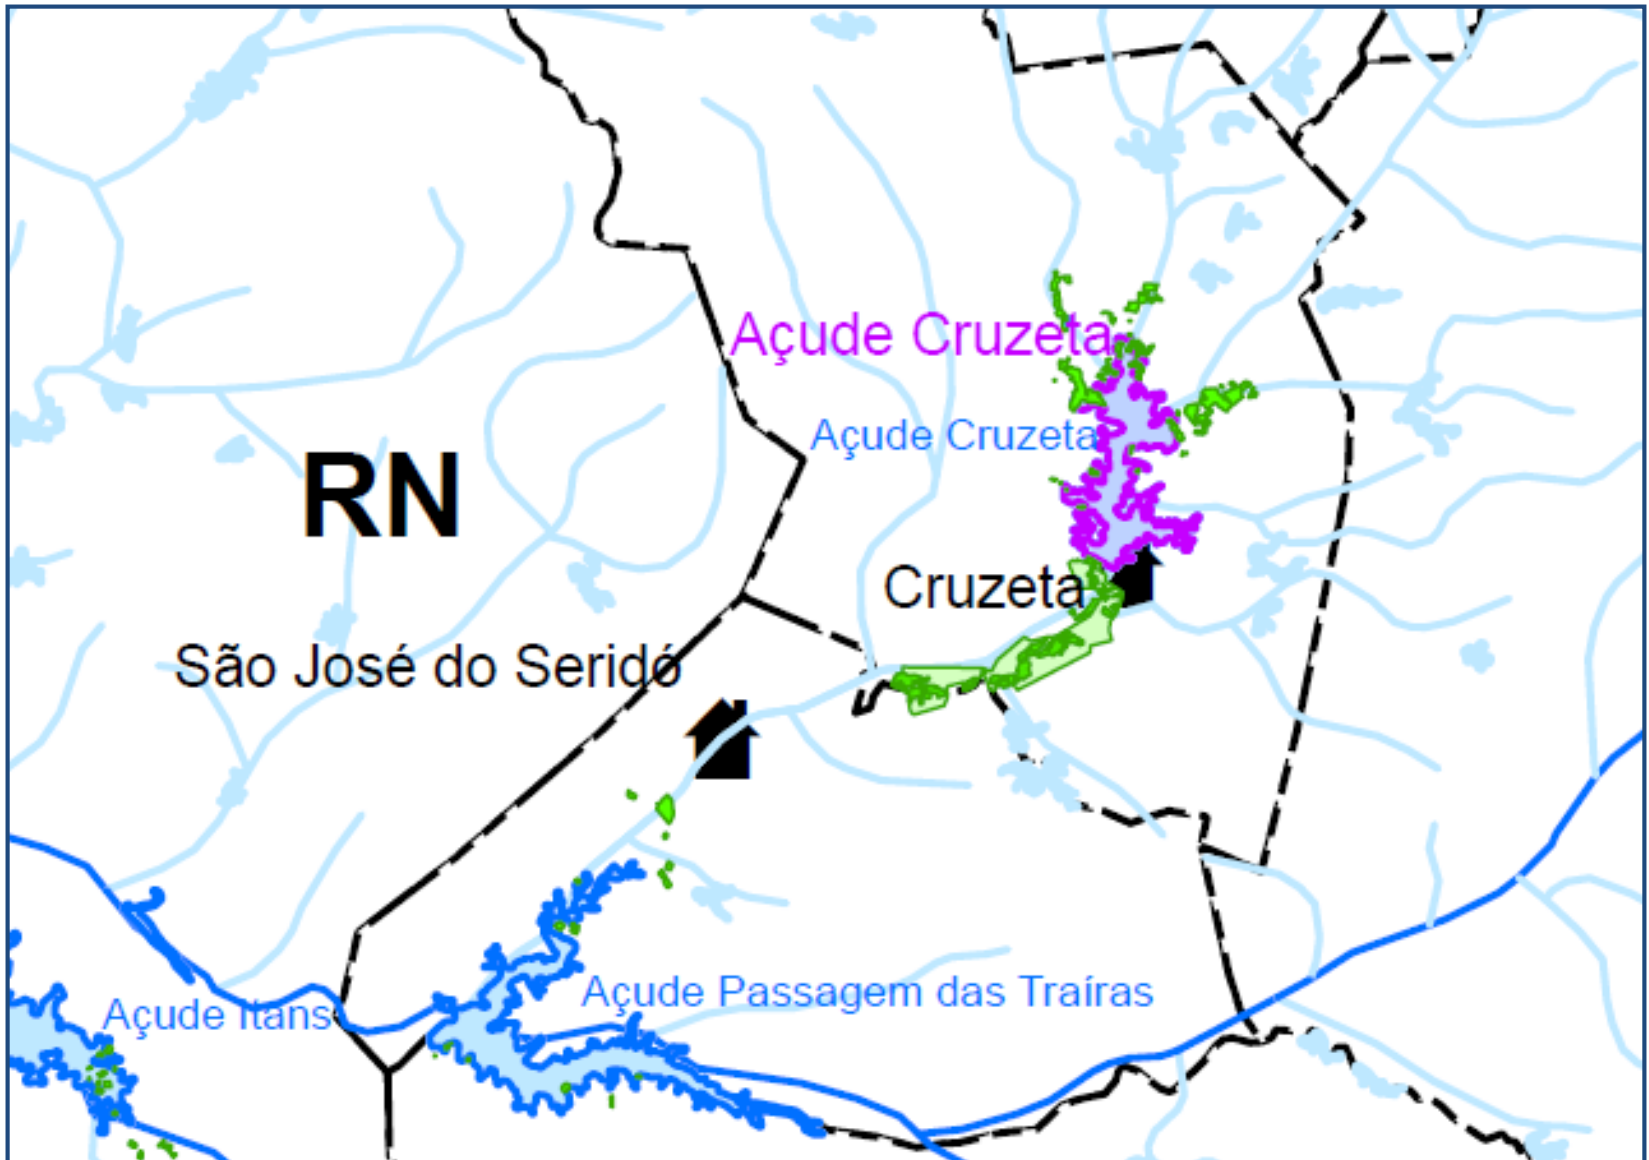 Açude Cruzeta
Açude Cruzeta
RN
Cruzeta
São José do Seridó
Açude Passagem das Traíras
Açude Itans